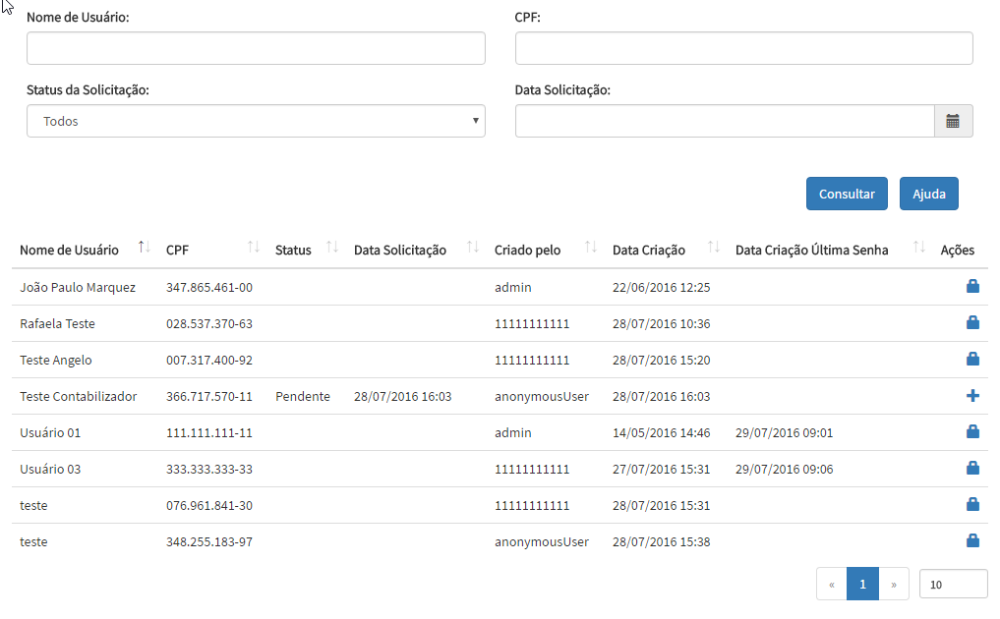 Nome de Usuário: CPF:
Status da Solicitação: Data Solicitação:
Todos
Consultar Ajuda
Nome de Usuário CPF Status Data Solicitação Criado pelo Data Criação Data Criação Última Senha Ações
João Paulo Marquez 347.865.461-00 admin 22/06/2016 12:25
Rafaela Teste 028.537.370-63 11111111111 28/07/2016 10:36
Teste Angelo 007.317.400-92 11111111111 28/07/2016 15:20
Teste Contabilizador 366.717.570-11 Pendente 28/07/2016 16:03 anonymousUser 28/07/2016 16:03
Usuário 01 111.111.111-11 admin 14/05/2016 14:46 29/07/2016 09:01
Usuário 03 333.333.333-33 11111111111 27/07/2016 15:31 29/07/2016 09:06
teste 076.961.841-30 11111111111 28/07/2016 15:31
teste 348.255.183-97 anonymousUser 28/07/2016 15:38
« 1 » 10